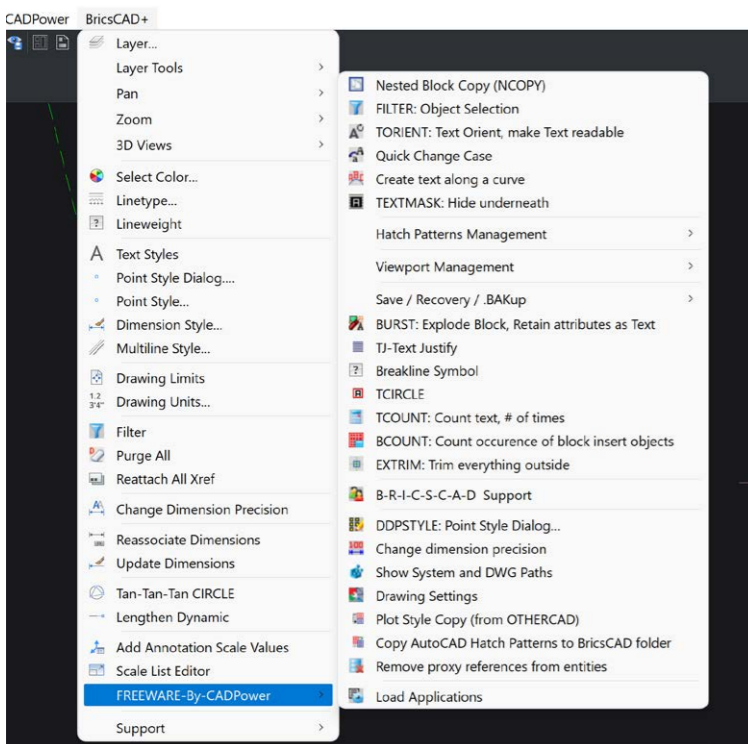 CADPower BricsCAD+
Layer...
Layer Tools
Pan
Zoom
3D Views
Select Color...
Linetype...
Lineweight
Text Styles
Point Style Dialog....
Point Style...
Dimension Style...
Multiline Style...
Drawing Limits
Drawing Units...
Filter
Purge All
Reattach All Xref
Change Dimension Precision
Reassociate Dimensions
Update Dimensions
Tan-Tan-Tan CIRCLE
Lengthen Dynamic
Add Annotation Scale Values
Scale List Editor
FREEWARE-By-CADPower
Support
Nested Block Copy (NCOPY)
FILTER: Object Selection
TORIENT: Text Orient, make Text readable
Quick Change Case
Create text along a curve
TEXTMASK: Hide underneath
Hatch Patterns Management
Viewport Management
Save / Recovery / .BAKup
BURST: Explode Block, Retain attributes as Text
TJ-Text Justify
Breakline Symbol
TCIRCLE
TCOUNT: Count text, # of times
BCOUNT: Count occurence of block insert objects
EXTRIM: Trim everything outside
B-R-I-C-S-C-A-D Support
DDPSTYLE: Point Style Dialog...
Change dimension precision
Show System and DWG Paths
Drawing Settings
Plot Style Copy (from OTHERCAD)
Copy AutoCAD Hatch Patterns to BricsCAD folder
Remove proxy references from entities
Load Applications